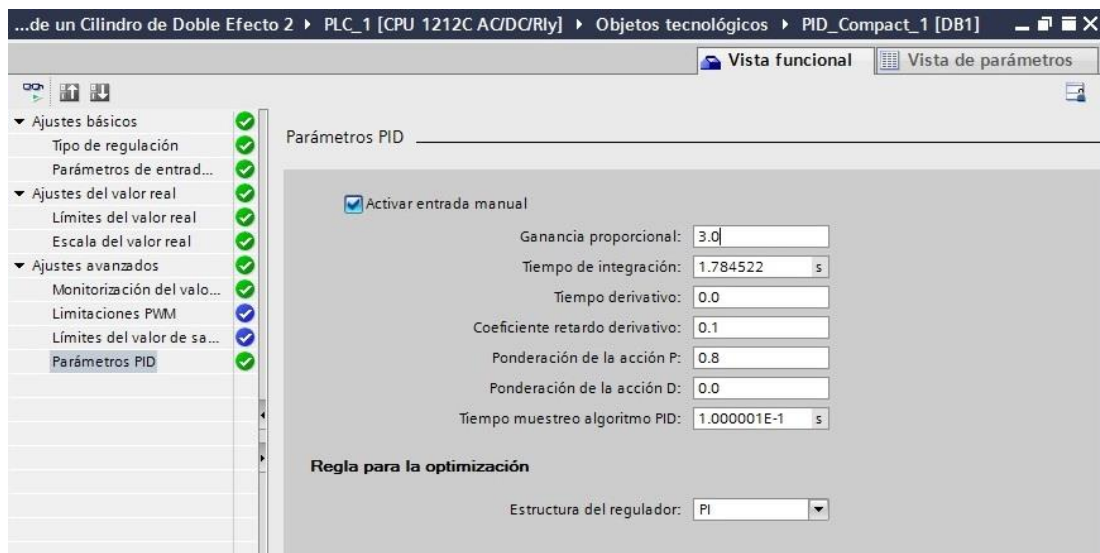 ...de un Cilindro de Doble Efecto 2 ▸ PLC_1 [CPU 1212C AC/DC/Rly] ▸ Objetos tecnológicos ▸ PID_Compact_1 [DB1]
Vista funcional
Vista de parámetros
Ajustes básicos
Tipo de regulación
Parámetros de entrad...
Ajustes del valor real
Límites del valor real
Escala del valor real
Ajustes avanzados
Monitorización del valo...
Limitaciones PWM
Límites del valor de sa...
Parámetros PID
Parámetros PID
Activar entrada manual
Ganancia proporcional: 3.0
Tiempo de integración: 1.784522 s
Tiempo derivativo: 0.0
Coeficiente retardo derivativo: 0.1
Ponderación de la acción P: 0.8
Ponderación de la acción D: 0.0
Tiempo muestreo algoritmo PID: 1.000001E-1 s
Regla para la optimización
Estructura del regulador: PI